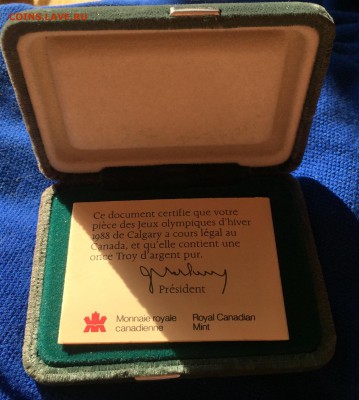 COINS.LAVE.RU
Ce document certifie que votre
pièce des Jeux olympiques d'hiver
1988 de Calgary a cours légal au
Canada, et qu'elle contient une
once Troy d'argent pur.
Président
Monnaie royale
canadienne
Royal Canadian
Mint